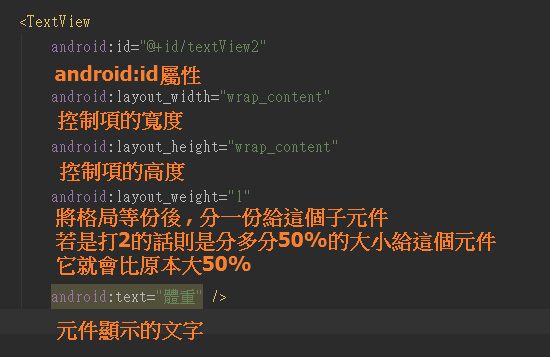 <TextView
android:id="@+id/textView2"
android:id屬性
android:layout_width="wrap_content"
控制項的寬度
android:layout_height="wrap_content"
控制項的高度
android:layout_weight="1"
將格局等份後 , 分一份給這個子元件
若是打2的話則是分多分50%的大小給這個元件
它就會比原本大50%
android:text="體重" />
元件顯示的文字